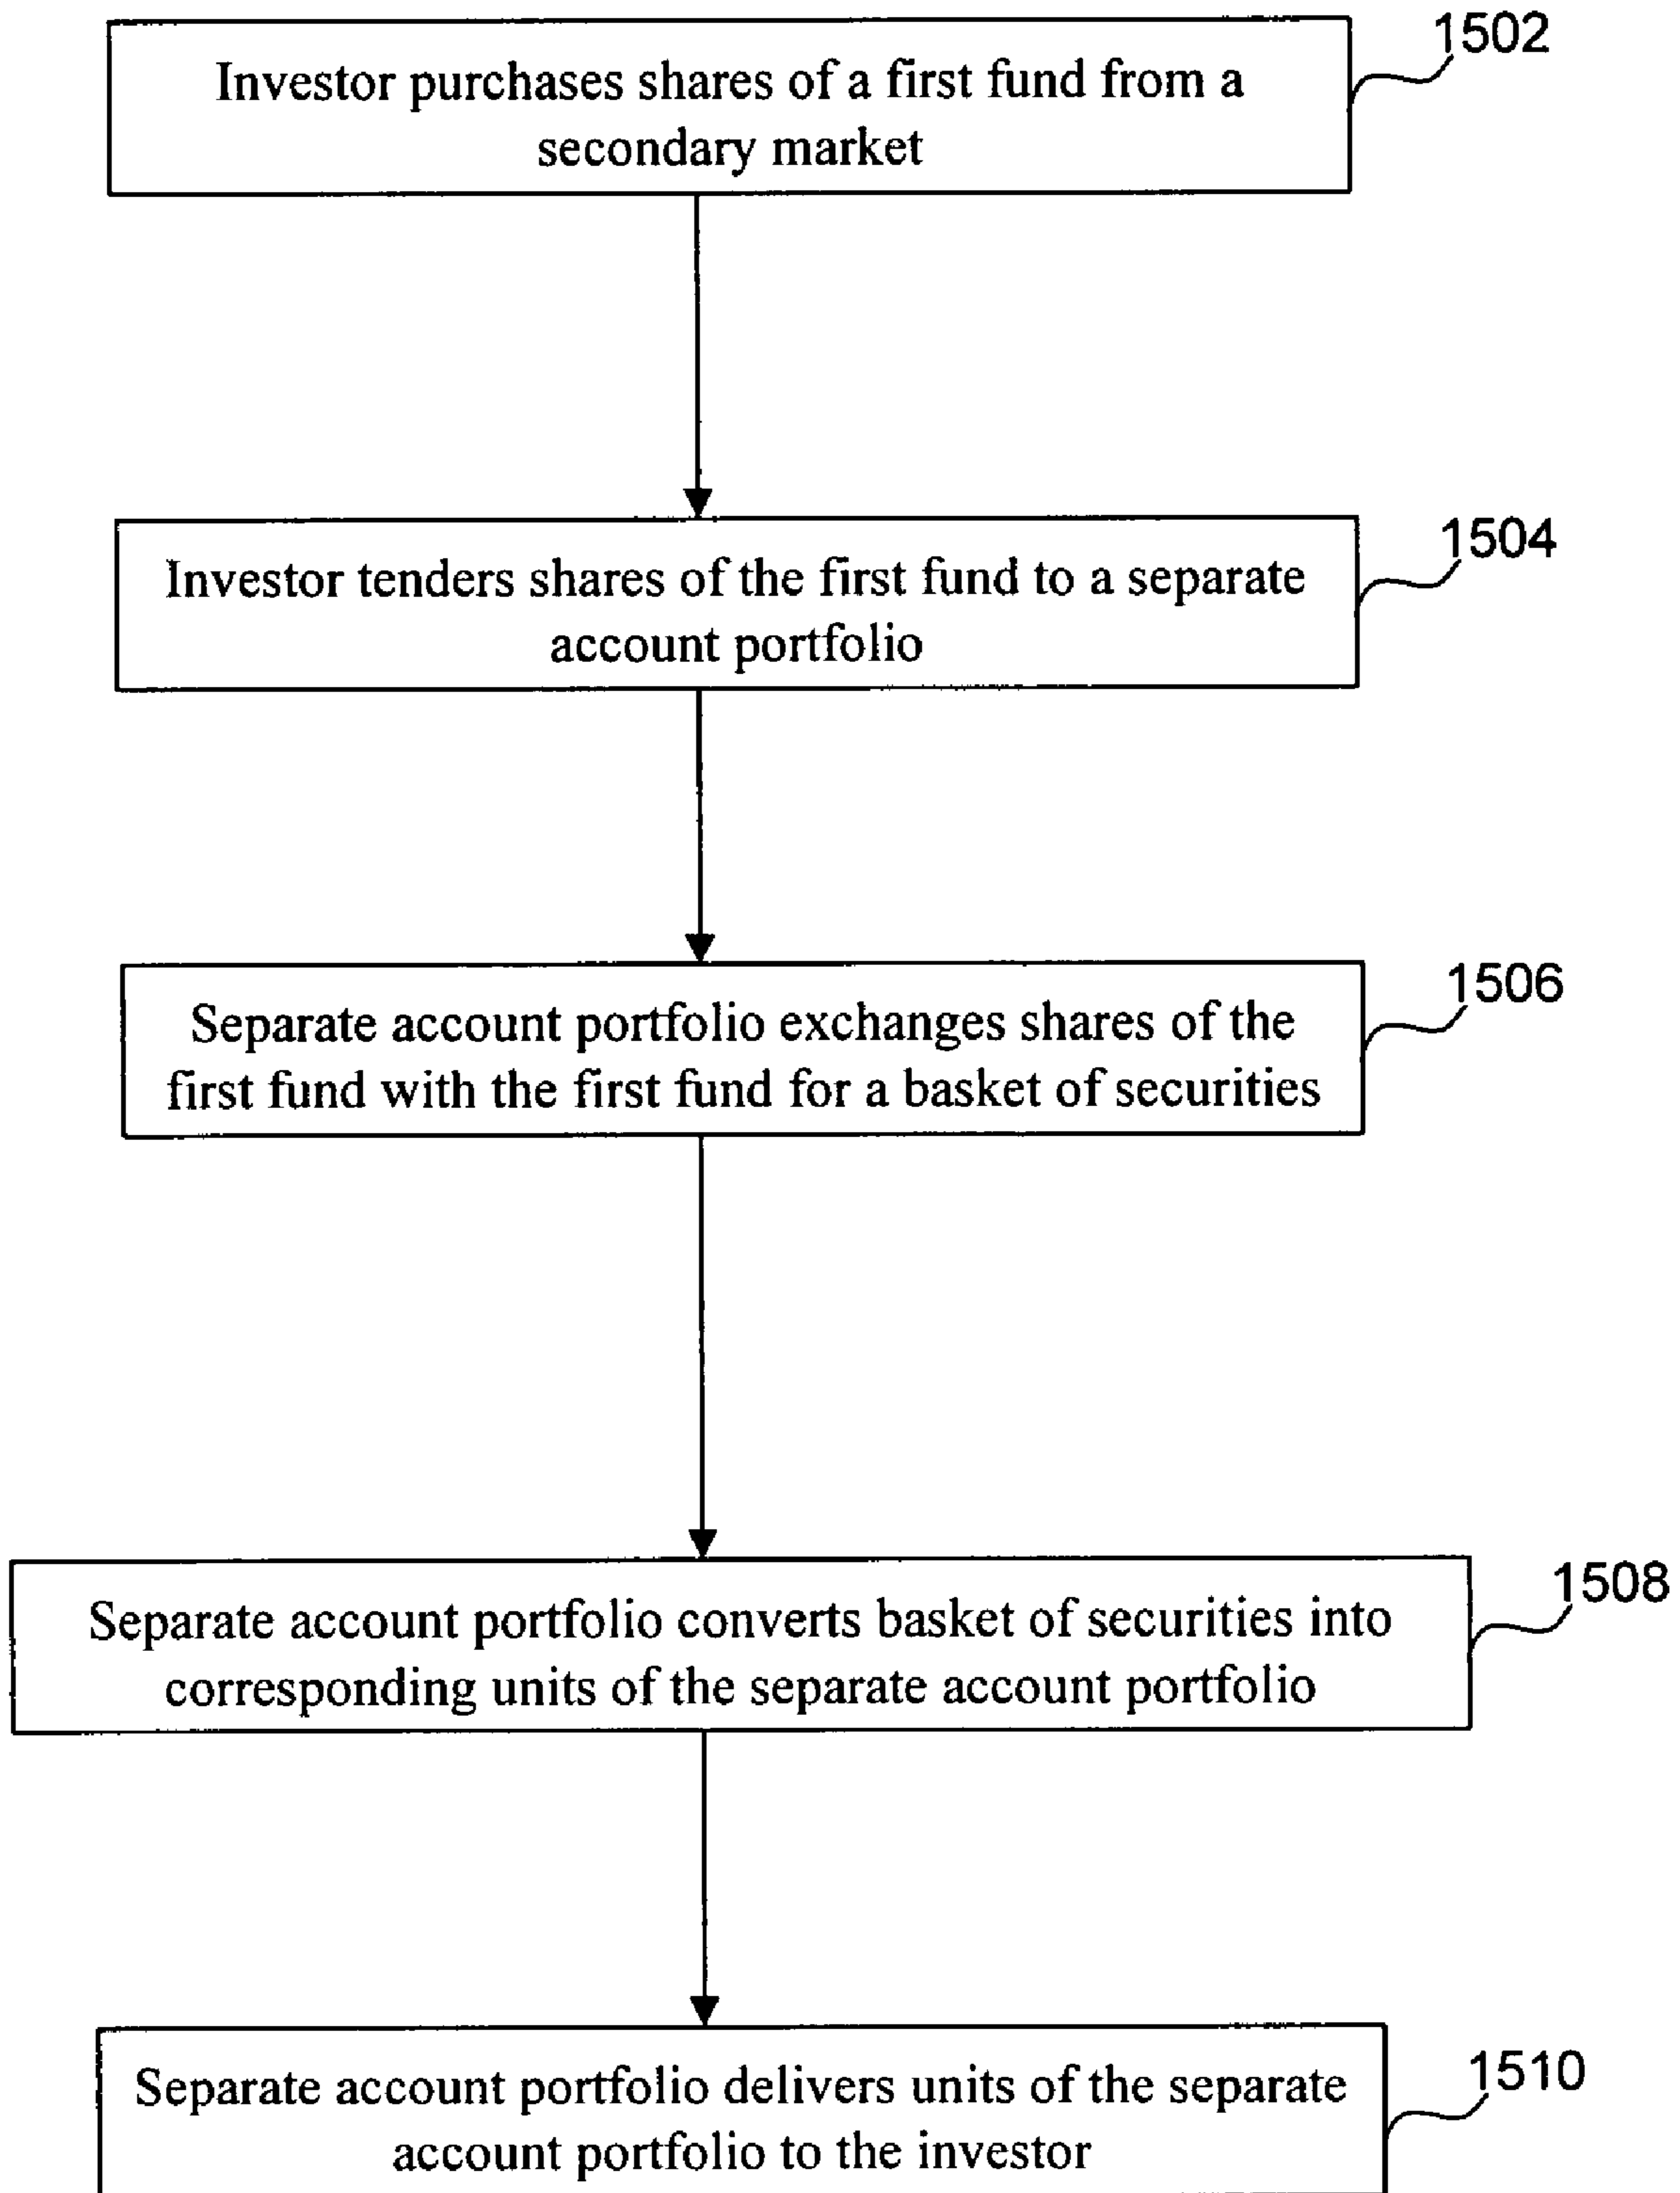 1502
Investor purchases shares of a first fund from a
secondary market
1504
Investor tenders shares of the first fund to a separate
account portfolio
1506
Separate account portfolio exchanges shares of the
first fund with the first fund for a basket of securities
1508
Separate account portfolio converts basket of securities into
corresponding units of the separate account portfolio
1510
Separate account portfolio delivers units of the separate
account portfolio to the investor